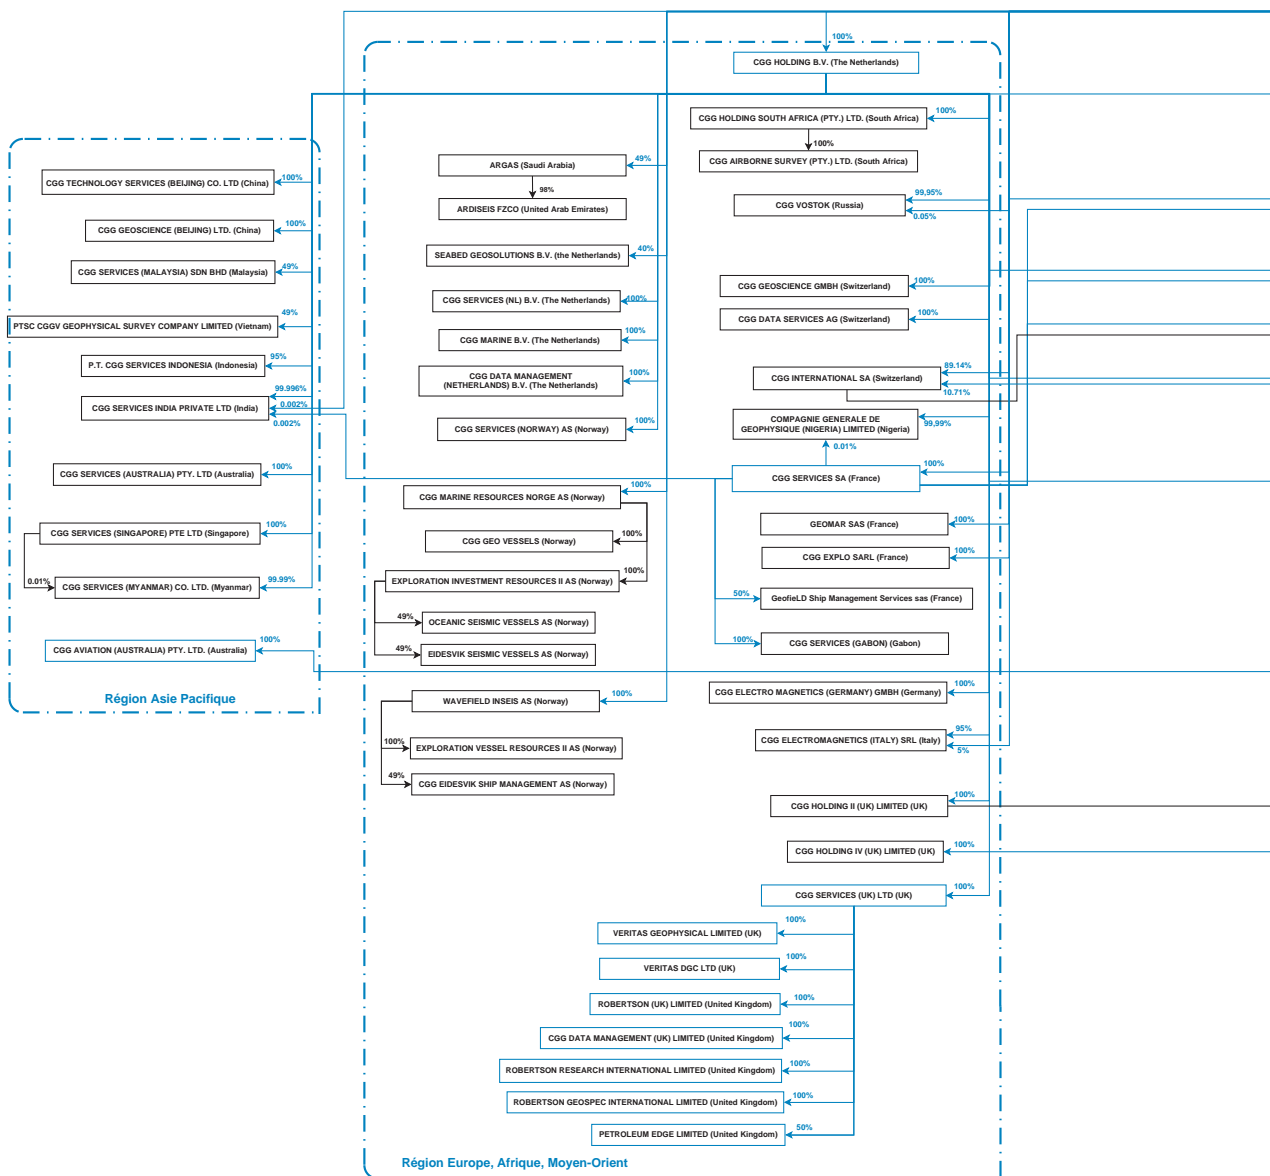 100%
CGG HOLDING B.V. (The Netherlands)
CGG HOLDING SOUTH AFRICA (PTY.) LTD. (South Africa)
100%
100%
CGG AIRBORNE SURVEY (PTY.) LTD. (South Africa)
ARGAS (Saudi Arabia)
49%
98%
ARDISEIS FZCO (United Arab Emirates)
CGG VOSTOK (Russia)
99,95%
0.05%
CGG TECHNOLOGY SERVICES (BEIJING) CO. LTD (China)
100%
CGG GEOSCIENCE (BEIJING) LTD. (China)
100%
CGG SERVICES (MALAYSIA) SDN BHD (Malaysia)
49%
PTSC CGGV GEOPHYSICAL SURVEY COMPANY LIMITED (Vietnam)
49%
P.T. CGG SERVICES INDONESIA (Indonesia)
95%
99.996%
CGG SERVICES INDIA PRIVATE LTD (India)
0.002%
0.002%
CGG SERVICES (AUSTRALIA) PTY. LTD (Australia)
100%
CGG SERVICES (SINGAPORE) PTE LTD (Singapore)
100%
0.01%
CGG SERVICES (MYANMAR) CO. LTD. (Myanmar)
99.99%
CGG AVIATION (AUSTRALIA) PTY. LTD. (Australia)
100%
Région Asie Pacifique
SEABED GEOSOLUTIONS B.V. (the Netherlands)
40%
CGG SERVICES (NL) B.V. (The Netherlands)
100%
CGG MARINE B.V. (The Netherlands)
100%
CGG DATA MANAGEMENT
(NETHERLANDS) B.V. (The Netherlands)
100%
CGG SERVICES (NORWAY) AS (Norway)
100%
CGG MARINE RESOURCES NORGE AS (Norway)
100%
CGG GEO VESSELS (Norway)
100%
EXPLORATION INVESTMENT RESOURCES II AS (Norway)
100%
49%
OCEANIC SEISMIC VESSELS AS (Norway)
49%
EIDESVIK SEISMIC VESSELS AS (Norway)
WAVEFIELD INSEIS AS (Norway)
100%
100%
EXPLORATION VESSEL RESOURCES II AS (Norway)
49%
CGG EIDESVIK SHIP MANAGEMENT AS (Norway)
CGG GEOSCIENCE GMBH (Switzerland)
100%
CGG DATA SERVICES AG (Switzerland)
100%
CGG INTERNATIONAL SA (Switzerland)
89.14%
10.71%
COMPAGNIE GENERALE DE
GEOPHYSIQUE (NIGERIA) LIMITED (Nigeria)
99,99%
0.01%
CGG SERVICES SA (France)
100%
GEOMAR SAS (France)
100%
CGG EXPLO SARL (France)
100%
50%
GeofieLD Ship Management Services sas (France)
100%
CGG SERVICES (GABON) (Gabon)
CGG ELECTRO MAGNETICS (GERMANY) GMBH (Germany)
100%
CGG ELECTROMAGNETICS (ITALY) SRL (Italy)
95%
5%
CGG HOLDING II (UK) LIMITED (UK)
100%
CGG HOLDING IV (UK) LIMITED (UK)
100%
CGG SERVICES (UK) LTD (UK)
100%
VERITAS GEOPHYSICAL LIMITED (UK)
100%
VERITAS DGC LTD (UK)
100%
ROBERTSON (UK) LIMITED (United Kingdom)
100%
CGG DATA MANAGEMENT (UK) LIMITED (United Kingdom)
100%
ROBERTSON RESEARCH INTERNATIONAL LIMITED (United Kingdom)
100%
ROBERTSON GEOSPEC INTERNATIONAL LIMITED (United Kingdom)
100%
PETROLEUM EDGE LIMITED (United Kingdom)
50%
Région Europe, Afrique, Moyen-Orient